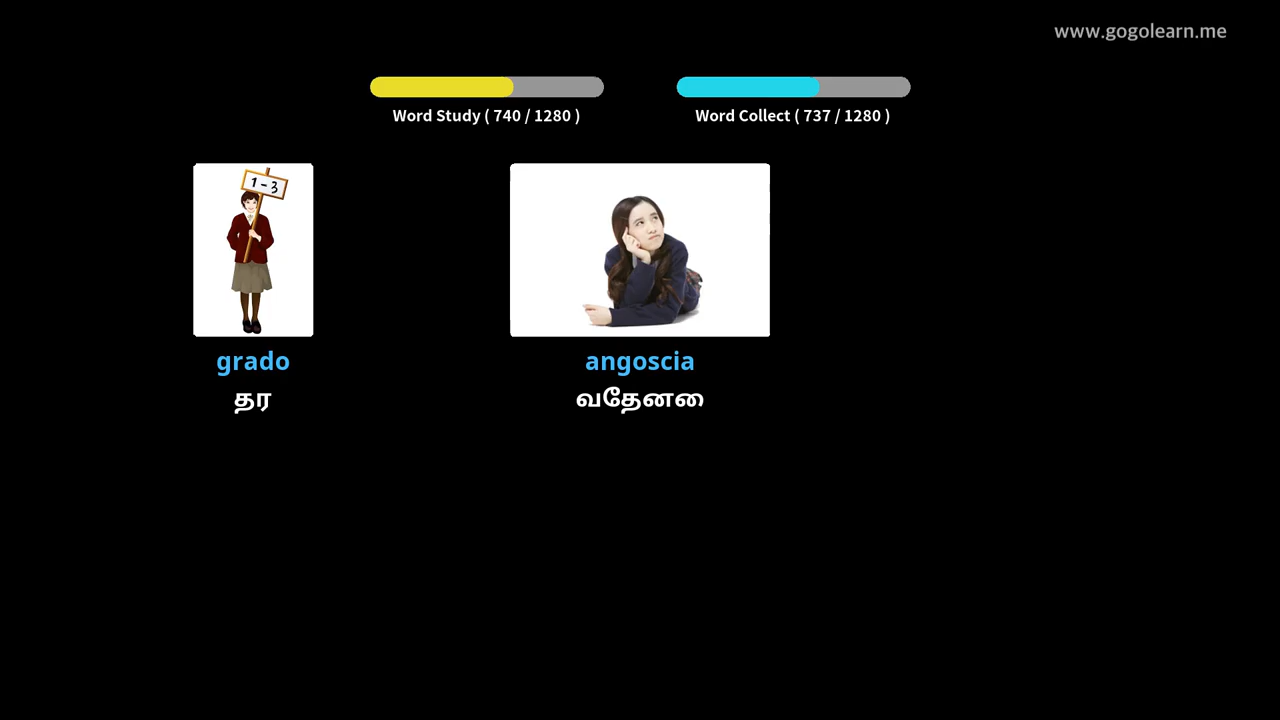 www.gogolearn.me
Word Study ( 740 / 1280 )
Word Collect ( 737 / 1280 )
1-3
grado
angoscia
தர
வதேனை